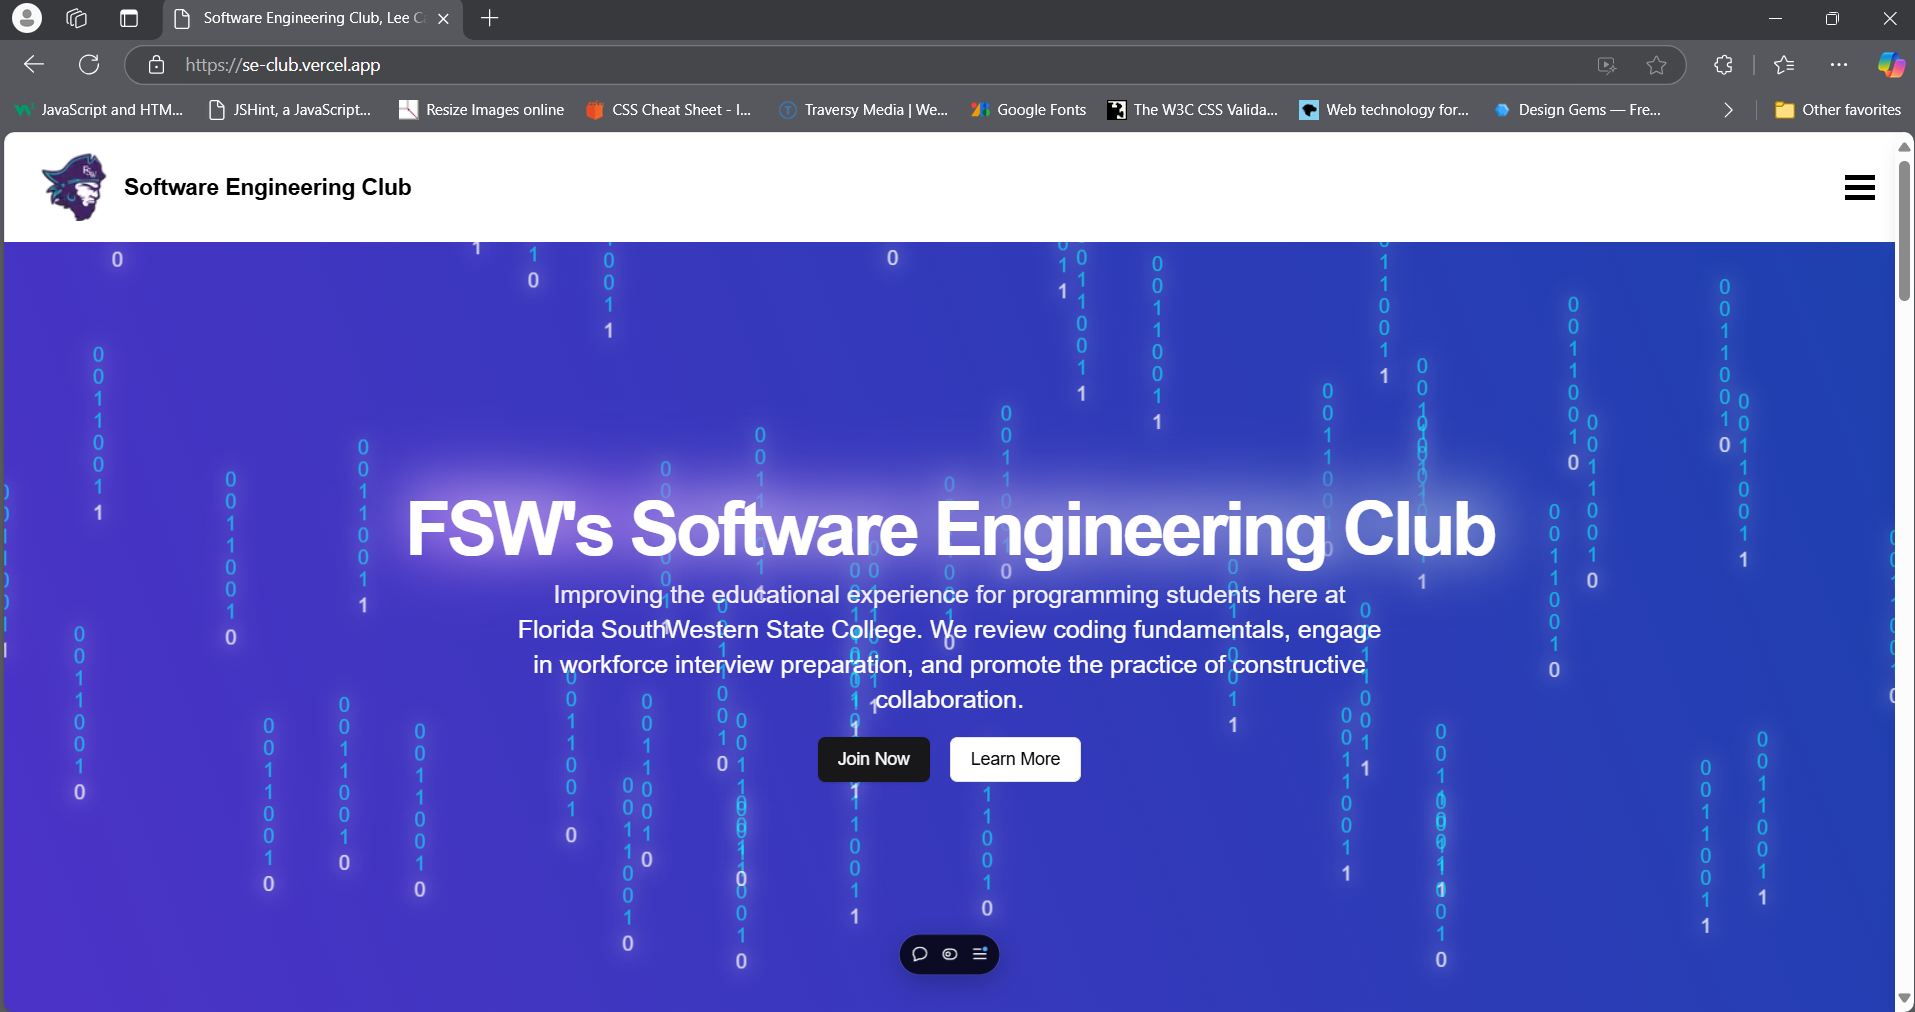 Software Engineering Club, Lee C
https://se-club.vercel.app
JavaScript and HTM...
JSHint, a JavaScript...
Resize Images online
CSS Cheat Sheet - I...
Traversy Media | We...
Google Fonts
The W3C CSS Valida...
Web technology for...
Design Gems — Fre...
Other favorites
Software Engineering Club
FSW's Software Engineering Club
Improving the educational experience for programming students here at
Florida SouthWestern State College. We review coding fundamentals, engage
in workforce interview preparation, and promote the practice of constructive
collaboration.
Join Now
Learn More